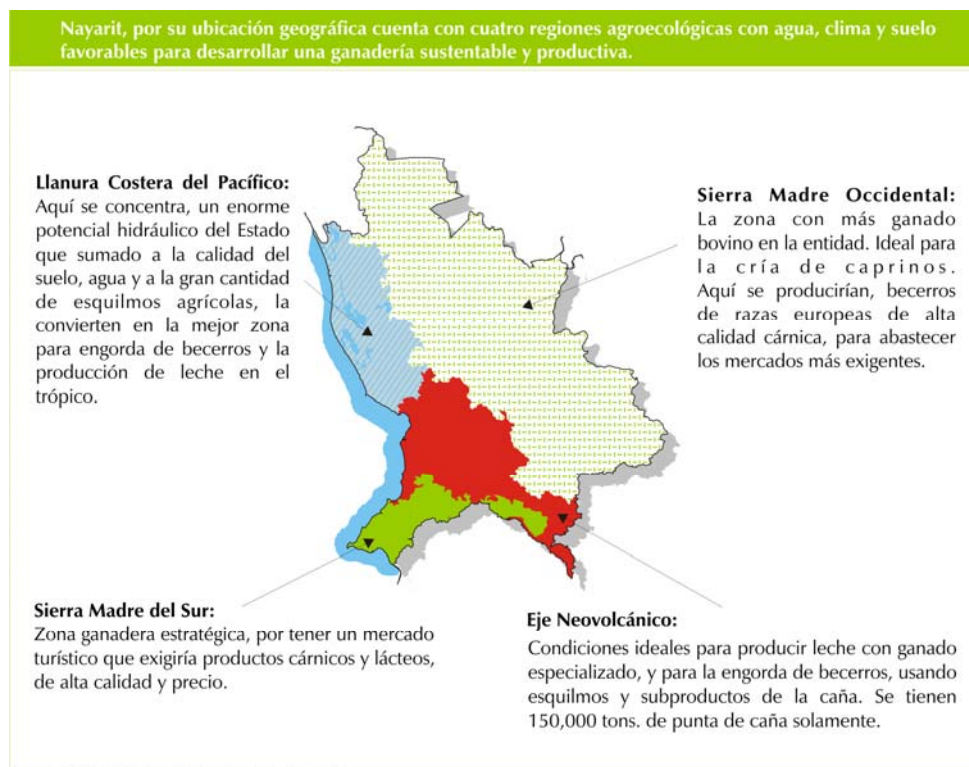 Nayarit, por su ubicación geográfica cuenta con cuatro regiones agroecológicas con agua, clima y suelo
favorables para desarrollar una ganadería sustentable y productiva.
Llanura Costera del Pacífico:
Aquí se concentra, un enorme
potencial hidráulico del Estado
que sumado a la calidad del
suelo, agua y a la gran cantidad
de esquilmos agrícolas, la
convierten en la mejor zona
para engorda de becerros y la
producción de leche en el
trópico.
Sierra Madre Occidental:
La zona con más ganado
bovino en la entidad. Ideal para
la cría de caprinos.
Aquí se producirían, becerros
de razas europeas de alta
calidad cárnica, para abastecer
los mercados más exigentes.
Sierra Madre del Sur:
Zona ganadera estratégica, por tener un mercado
turístico que exigiría productos cárnicos y lácteos,
de alta calidad y precio.
Eje Neovolcánico:
Condiciones ideales para producir leche con ganado
especializado, y para la engorda de becerros, usando
esquilmos y subproductos de la caña. Se tienen
150,000 tons. de punta de caña solamente.